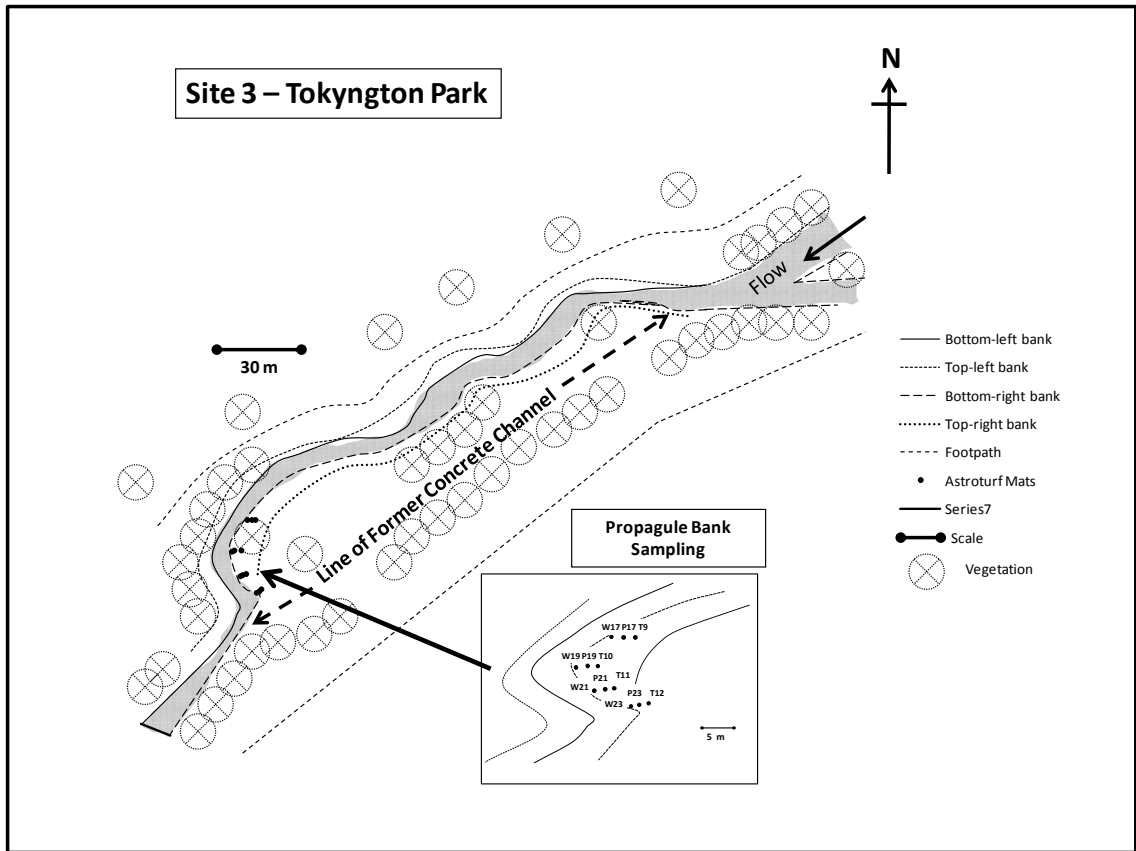 Site 3 – Tokyngton Park
N
Flow
30 m
Line of Former Concrete Channel
Bottom-left bank
Top-left bank
Bottom-right bank
Top-right bank
Footpath
Astroturf Mats
Series7
Scale
Vegetation
Propagule Bank
Sampling
W17 P17 T9
W19 P19 T10
P21 T11
W21
P23 T12
W23
5 m